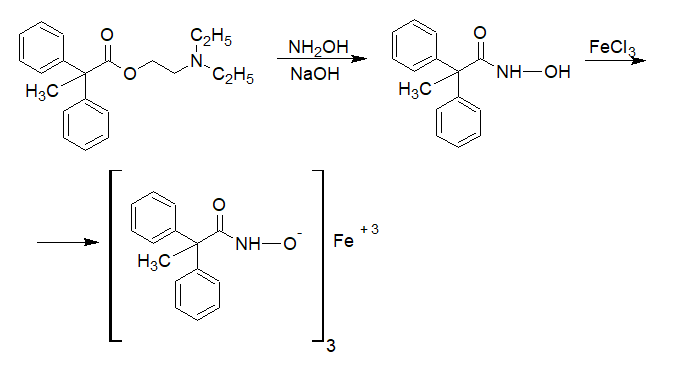 O
O
N
C₂H₅
C₂H₅
H₃C
NH₂OH
NaOH
O
NH—OH
H₃C
FeCl₃
O
NH—O⁻
H₃C
3
Fe +3